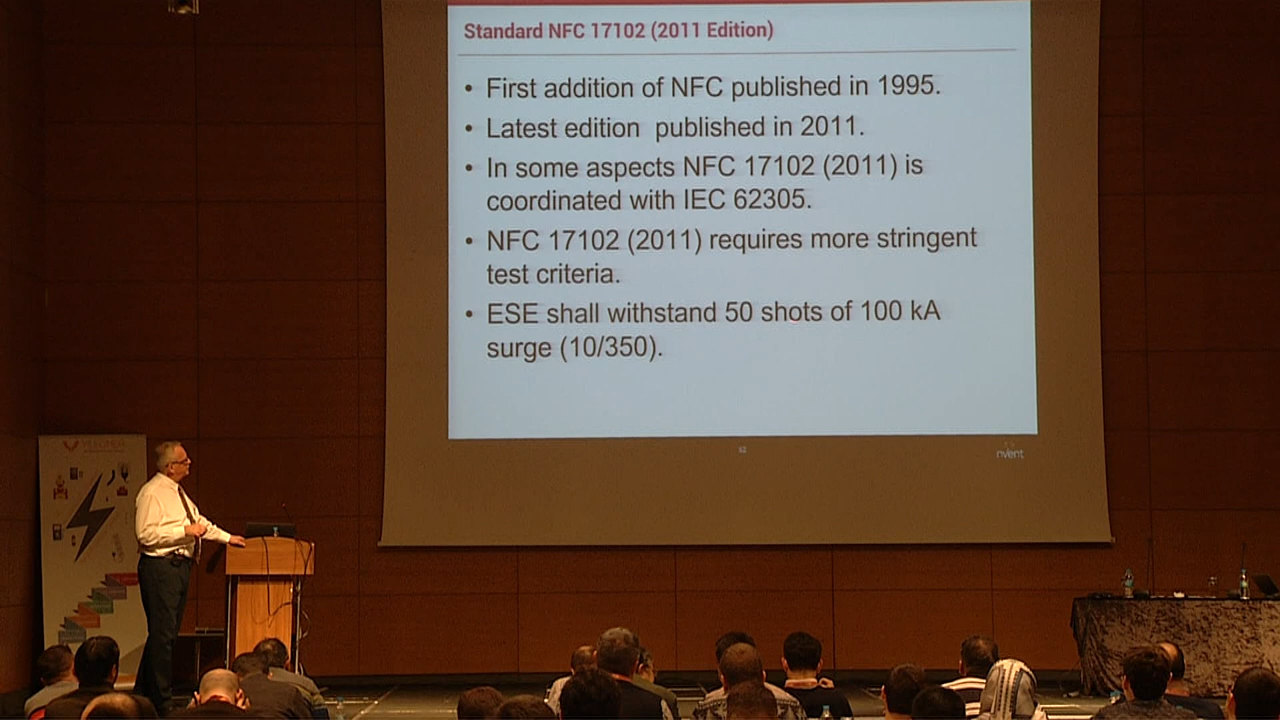 Standard NFC 17102 (2011 Edition)
• First addition of NFC published in 1995.
• Latest edition published in 2011.
• In some aspects NFC 17102 (2011) is
coordinated with IEC 62305.
• NFC 17102 (2011) requires more stringent
test criteria.
• ESE shall withstand 50 shots of 100 kA
surge (10/350).
nvent